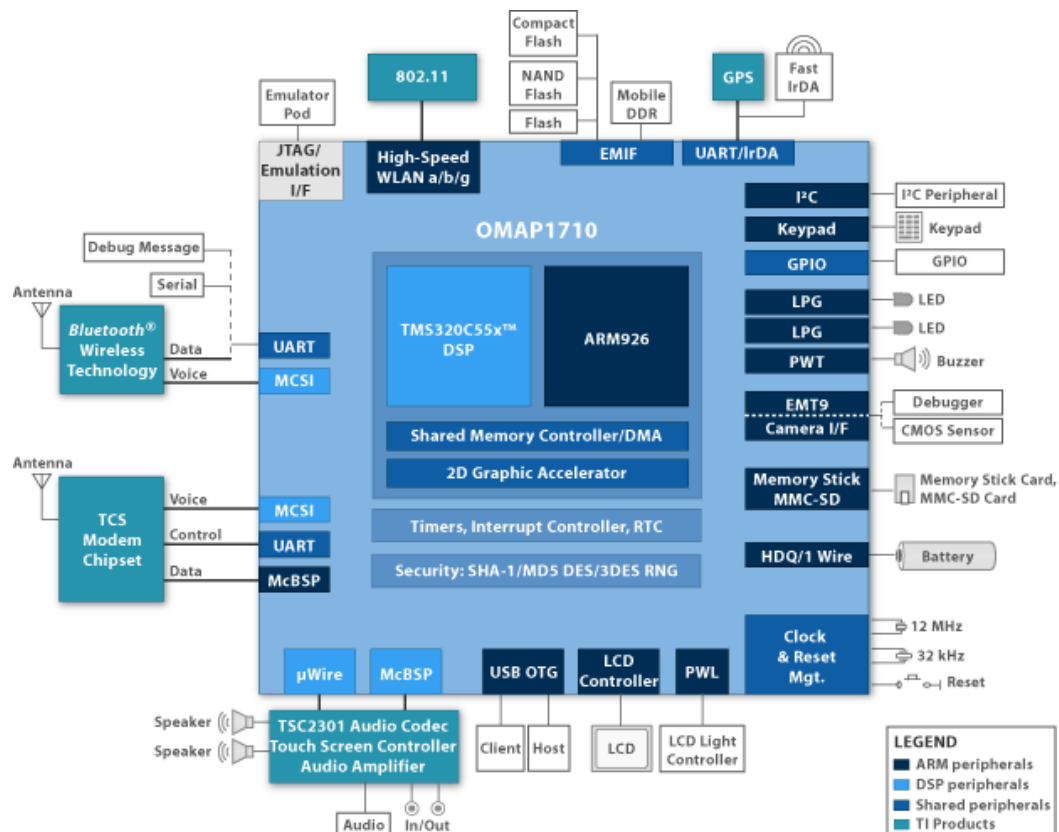 Compact
Flash
NAND
Flash
Flash
802.11
Emulator
Pod
Mobile
DDR
GPS
Fast
IrDA
JTAG/
Emulation
I/F
High-Speed
WLAN a/b/g
EMIF
UART/IrDA
OMAP1710
I²C
I²C Peripheral
Keypad
Keypad
GPIO
GPIO
LPG
LED
LPG
LED
PWT
Buzzer
EMT9
Debugger
Camera I/F
CMOS Sensor
Memory Stick
MMC-SD
Memory Stick Card,
MMC-SD Card
HDQ/1 Wire
Battery
Clock
& Reset
Mgt.
12 MHz
32 kHz
Reset
TMS320C55x™
DSP
ARM926
Shared Memory Controller/DMA
2D Graphic Accelerator
Timers, Interrupt Controller, RTC
Security: SHA-1/MD5 DES/3DES RNG
Debug Message
Serial
Antenna
Bluetooth®
Wireless
Technology
Data
Voice
UART
MCSI
Antenna
TCS
Modem
Chipset
Voice
Control
Data
MCSI
UART
McBSP
µWire
McBSP
USB OTG
LCD
Controller
PWL
Speaker
Speaker
TSC2301 Audio Codec
Touch Screen Controller
Audio Amplifier
Client
Host
LCD
LCD Light
Controller
Audio
In/Out
LEGEND
ARM peripherals
DSP peripherals
Shared peripherals
TI Products